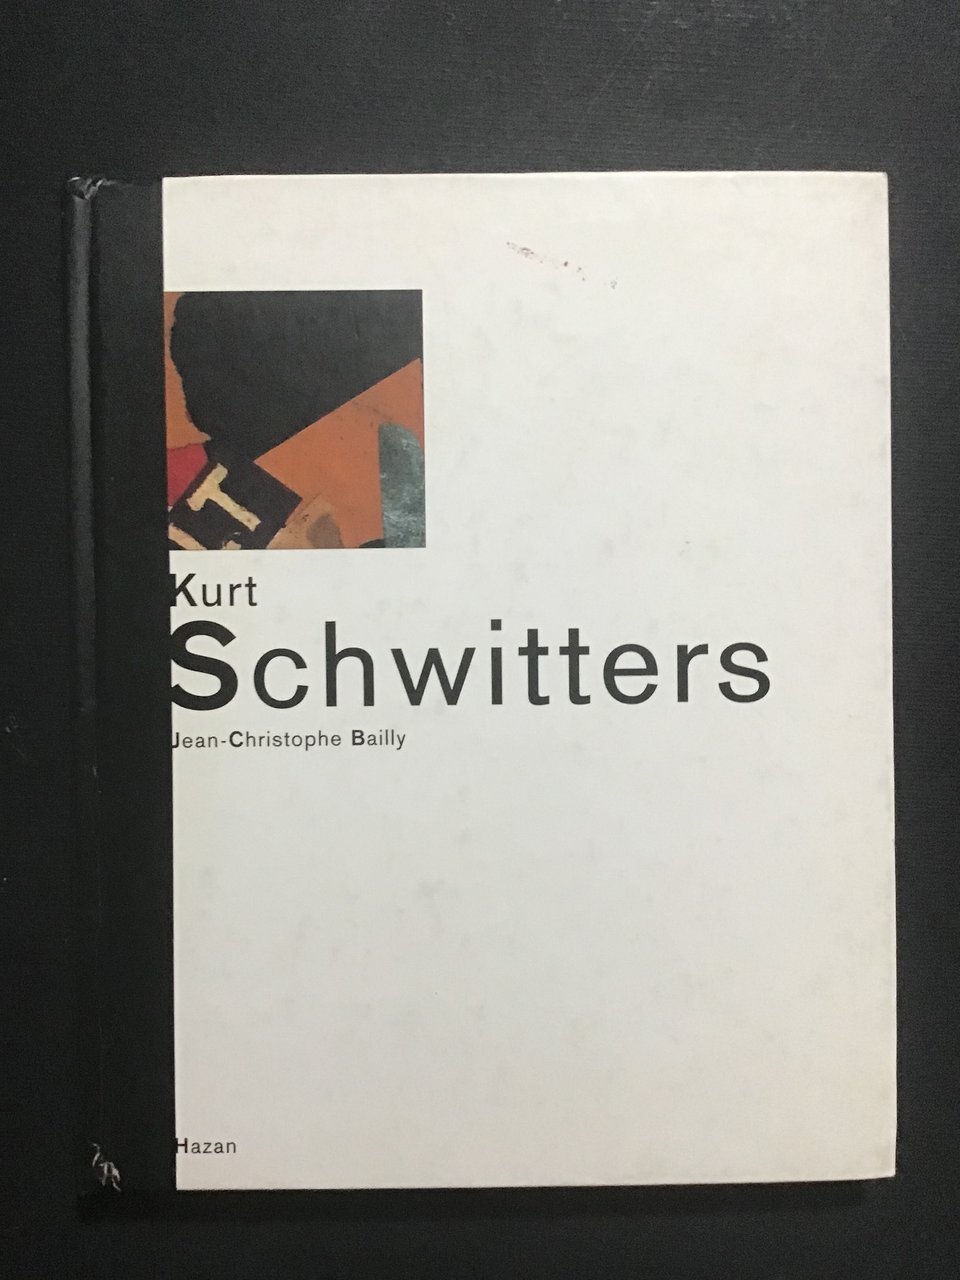 T
Kurt
Schwitters
Jean-Christophe Bailly
Hazan